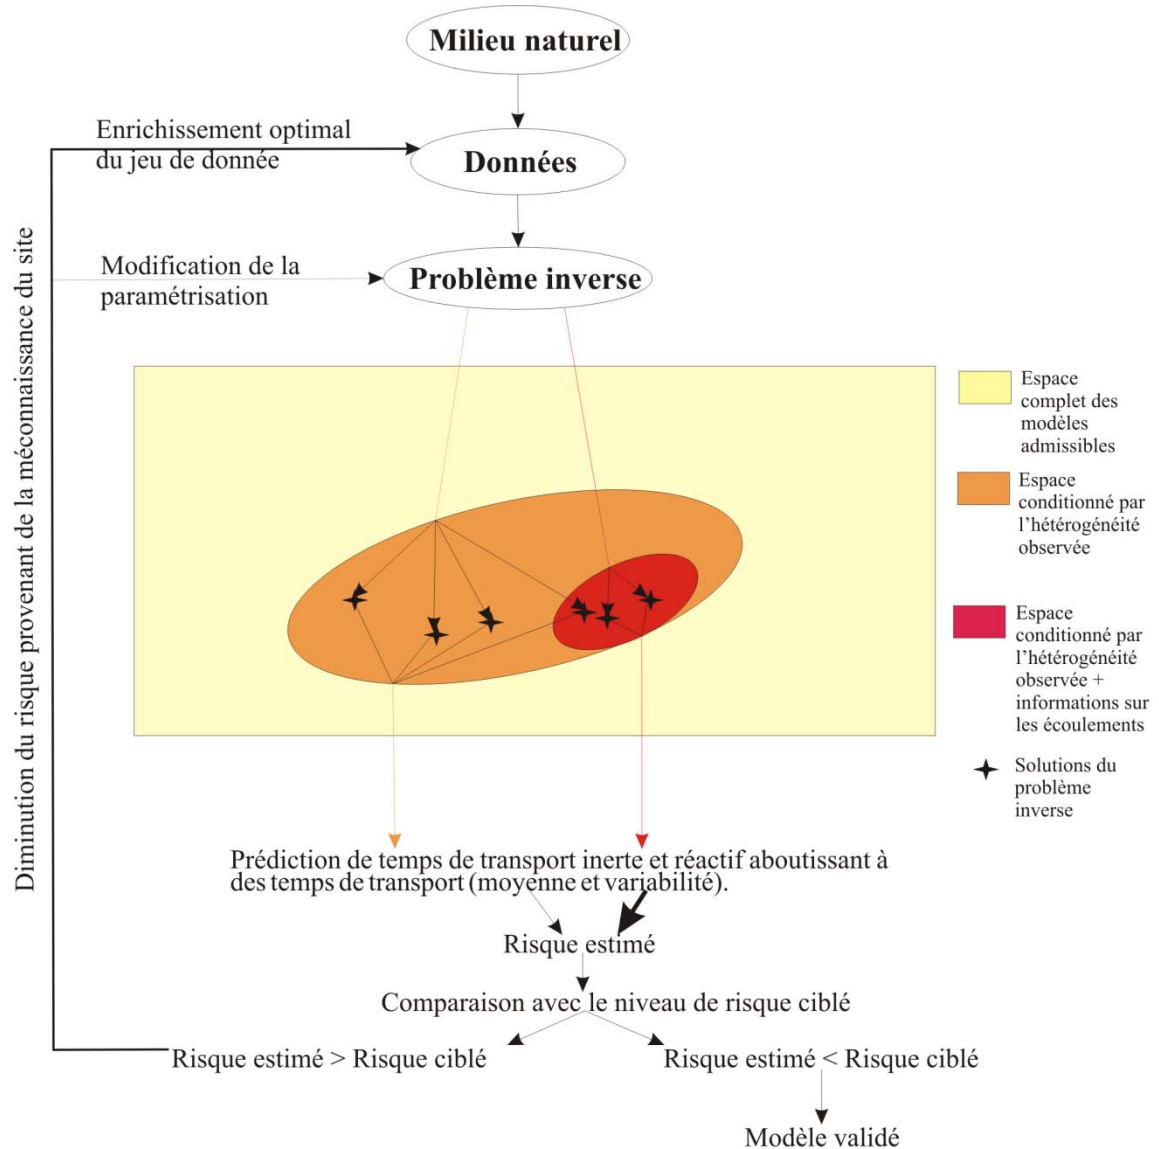 Milieu naturel
Enrichissement optimal
du jeu de donnée
Données
Modification de la
paramétrisation
Problème inverse
Diminution du risque provenant de la méconnaissance du site
Espace
complet des
modèles
admissibles
Espace
conditionné par
l'hétérogénéité
observée
Espace
conditionné par
l'hétérogénéité
observée +
informations sur
les écoulements
Solutions du
problème
inverse
Prédiction de temps de transport inerte et réactif aboutissant à
des temps de transport (moyenne et variabilité).
Risque estimé
Comparaison avec le niveau de risque ciblé
Risque estimé > Risque ciblé
Risque estimé < Risque ciblé
Modèle validé